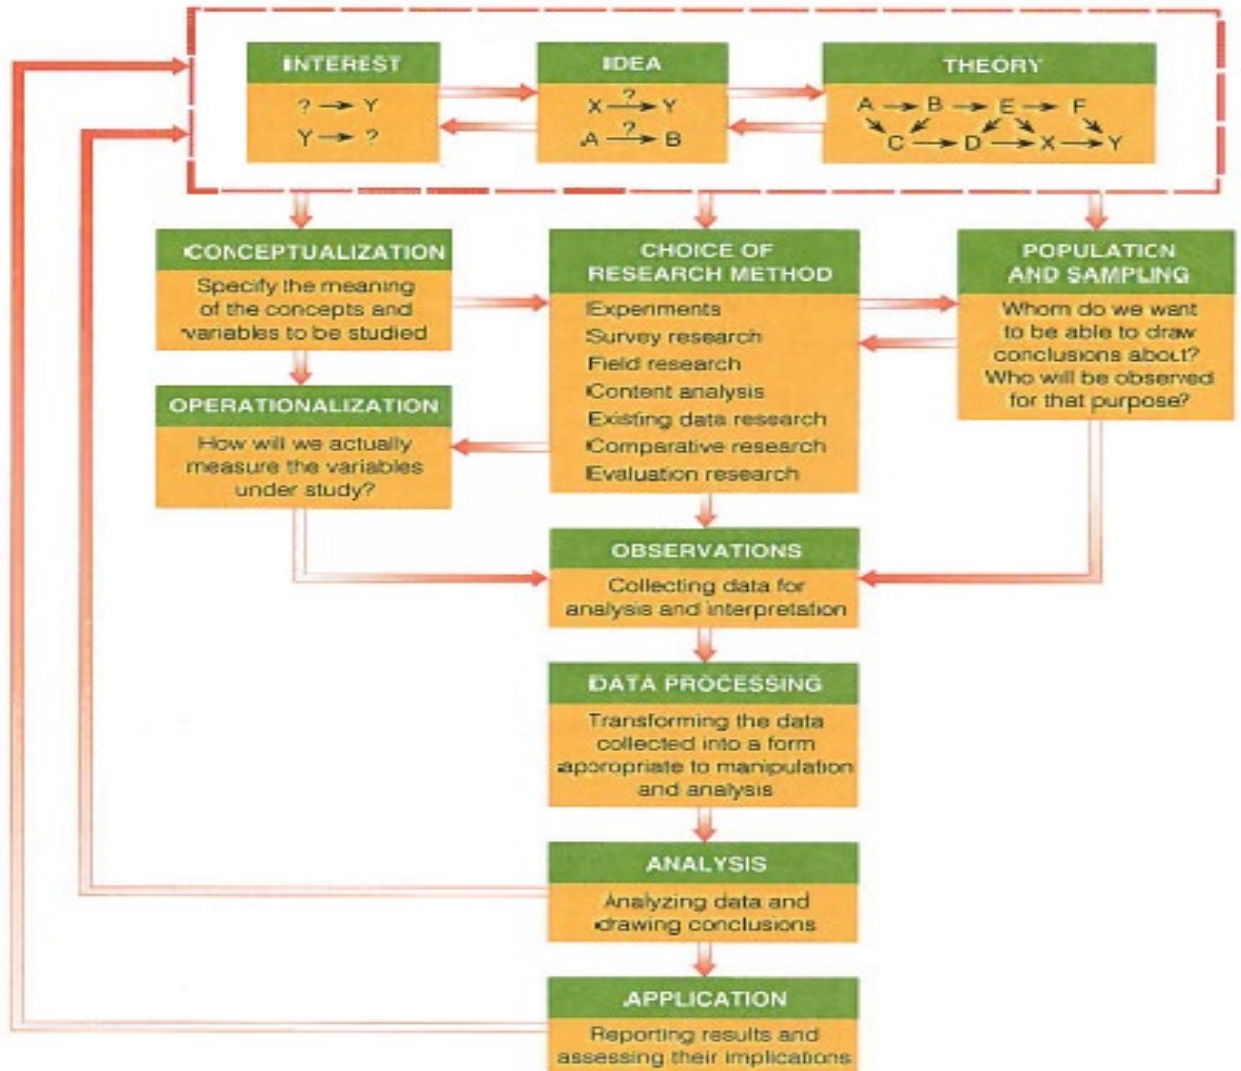 INTEREST
? → Y
Y → ?
IDEA
?
X → Y
?
A → B
THEORY
A → B → E → F
C → D → X → Y
CONCEPTUALIZATION
Specify the meaning
of the concepts and
variables to be studied
OPERATIONALIZATION
How will we actually
measure the variables
under study?
CHOICE OF
RESEARCH METHOD
Experiments
Survey research
Field research
Content analysis
Existing data research
Comparative research
Evaluation research
POPULATION
AND SAMPLING
Whom do we want
to be able to draw
conclusions about?
Who will be observed
for that purpose?
OBSERVATIONS
Collecting data for
analysis and interpretation
DATA PROCESSING
Transforming the data
collected into a form
appropriate to manipulation
and analysis
ANALYSIS
Analyzing data and
drawing conclusions
APPLICATION
Reporting results and
assessing their implications